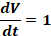 dV/dt = 1